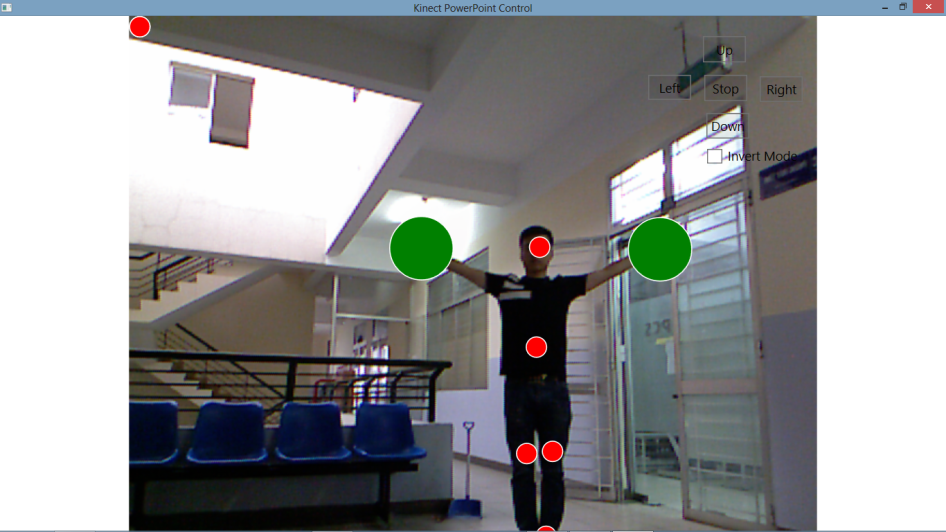 Kinect PowerPoint Control
Up
Left Stop Right
Down
Invert Mode